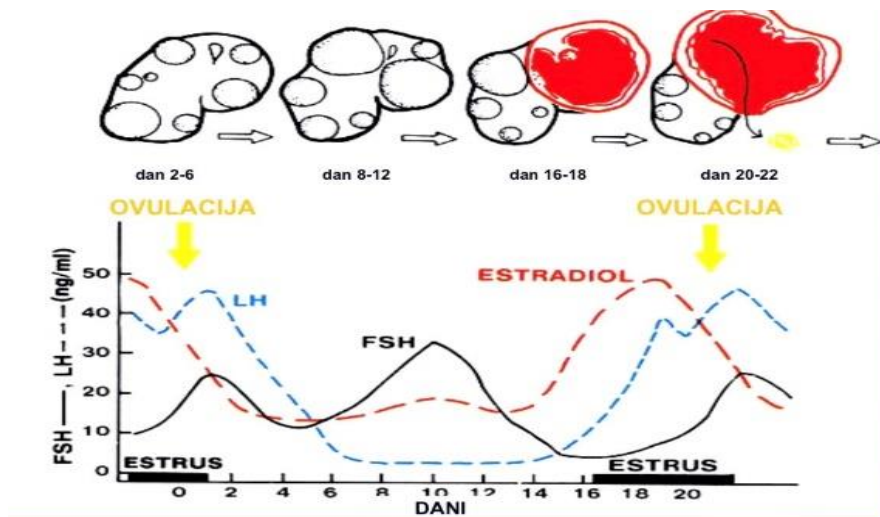 dan 2-6
dan 8-12
dan 16-18
dan 20-22
OVULACIJA
OVULACIJA
FSH ——, LH – – – (ng/ml)
50
40
30
20
10
0
LH
FSH
ESTRADIOL
ESTRUS
ESTRUS
0 2 4 6 8 10 12 14 16 18 20
DANI